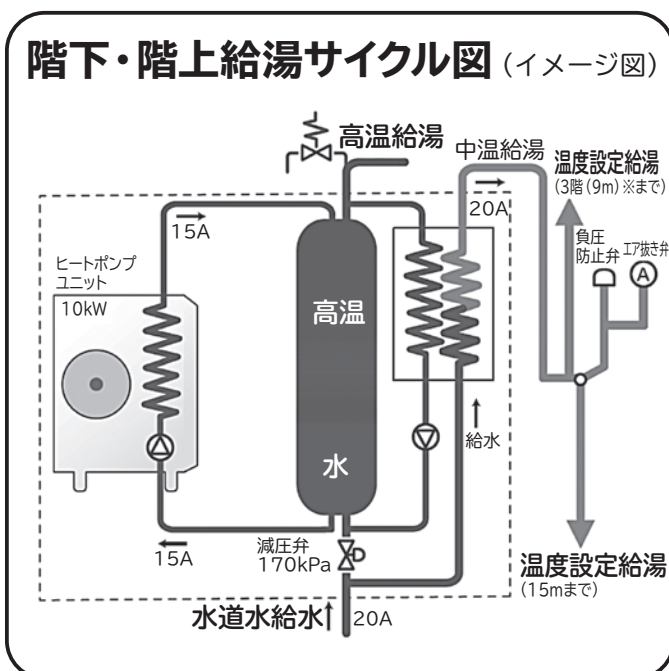 階下・階上給湯サイクル図 (イメージ図)
高温給湯
中温給湯
温度設定給湯
(3階(9m)※まで)
20A
15A
負圧
防止弁
エア抜き弁
A
ヒートポンプ
ユニット
10kW
高温
水
給水
15A
減圧弁
170kPa
温度設定給湯
(15mまで)
水道水給水
20A